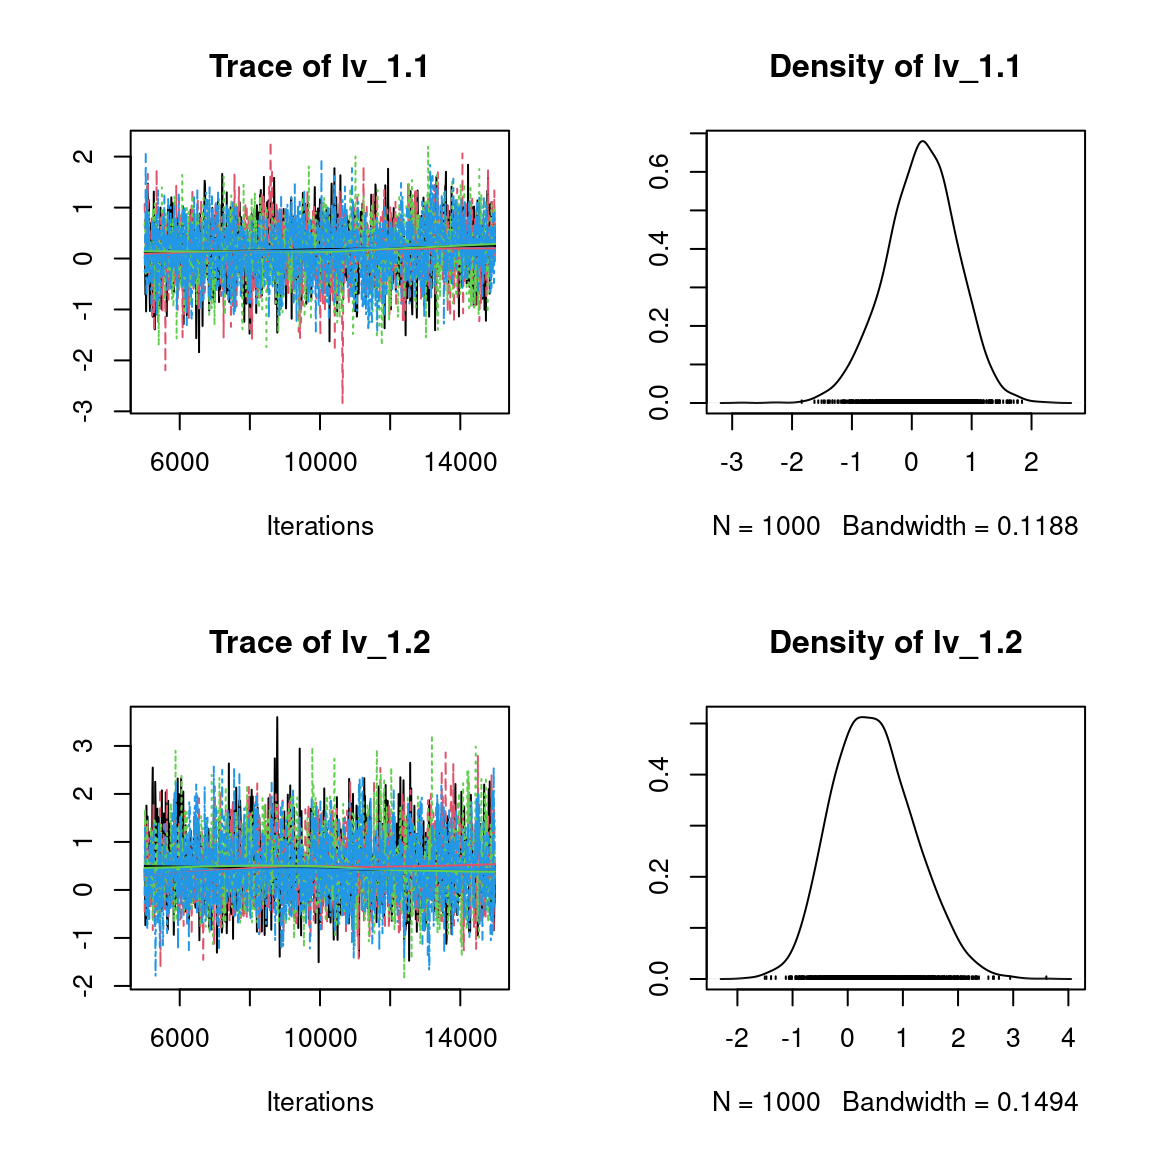 Trace of lv_1.1
Density of lv_1.1
2
1
0
-1
-2
-3
6000 10000 14000
Iterations
0.6
0.4
0.2
0.0
-3 -2 -1 0 1 2
N = 1000 Bandwidth = 0.1188
Trace of lv_1.2
Density of lv_1.2
3
2
1
0
-1
-2
6000 10000 14000
Iterations
0.4
0.2
0.0
-2 -1 0 1 2 3 4
N = 1000 Bandwidth = 0.1494